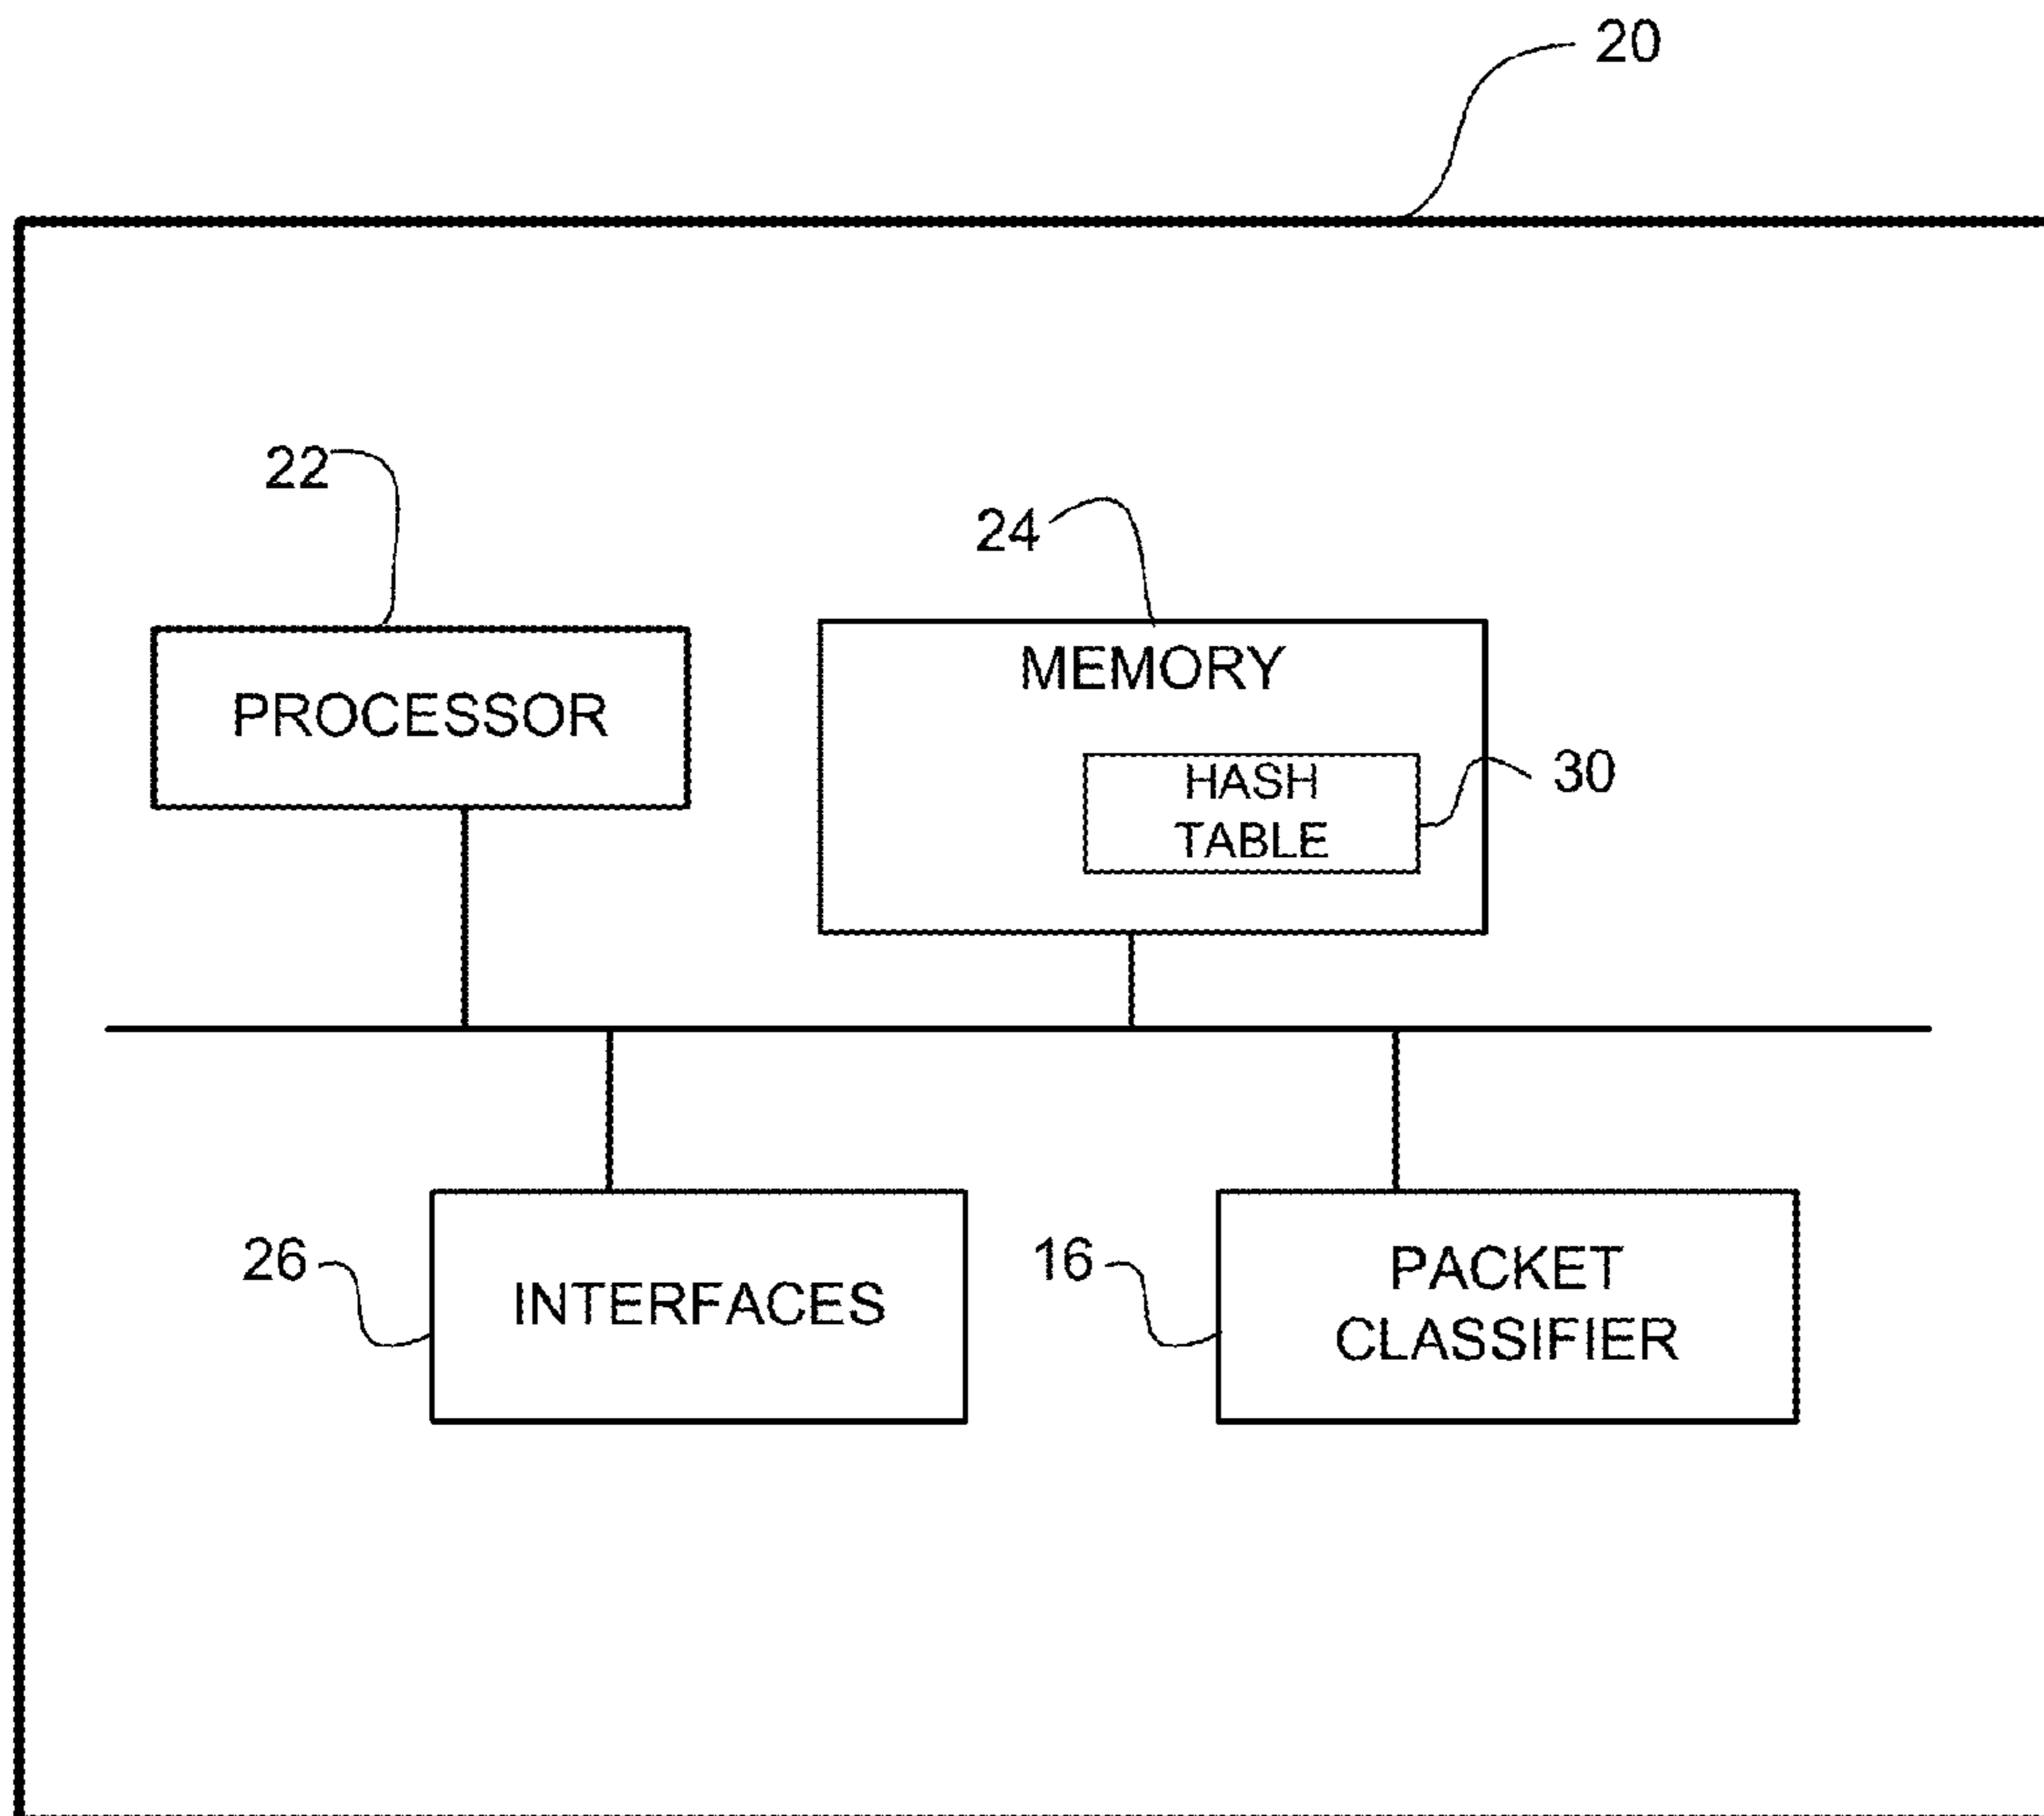 20
22
24
PROCESSOR
MEMORY
HASH
TABLE
30
26
INTERFACES
16
PACKET
CLASSIFIER